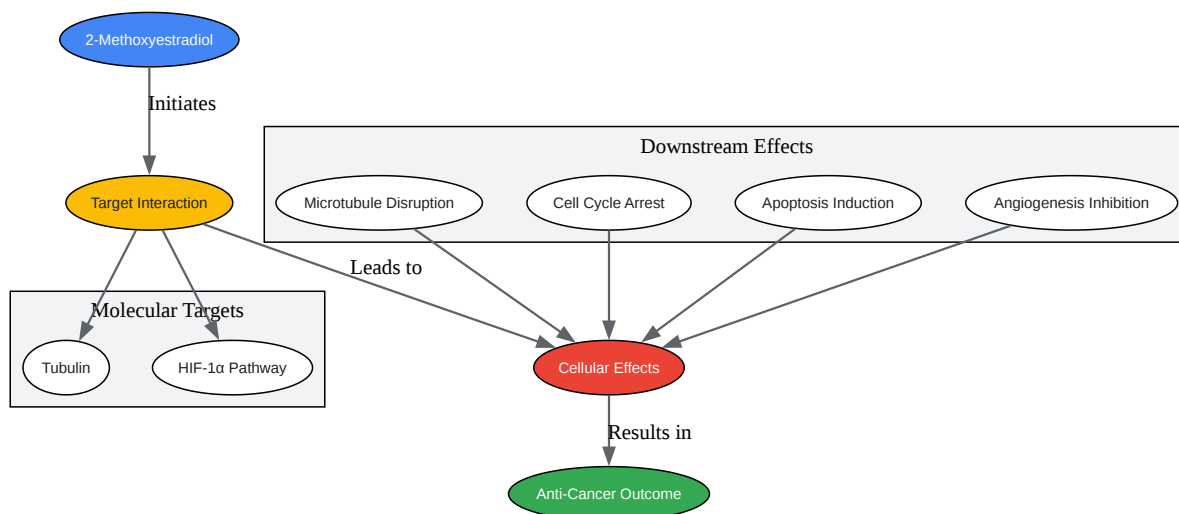 2-Methoxyestradiol
Initiates
Downstream Effects
Target Interaction
Microtubule Disruption
Cell Cycle Arrest
Apoptosis Induction
Angiogenesis Inhibition
Leads to
Molecular Targets
Tubulin
HIF-1α Pathway
Cellular Effects
Results in
Anti-Cancer Outcome